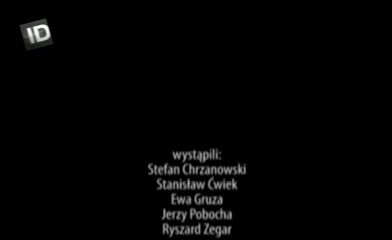 ID
wystąpili:
Stefan Chrzanowski
Stanisław Ćwiek
Ewa Gruza
Jerzy Pobocha
Ryszard Zegar